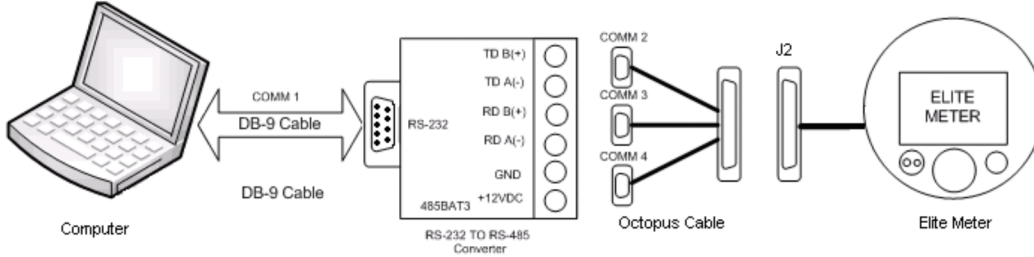 COMM 1
DB-9 Cable
DB-9 Cable
Computer
RS-232
TD B(+)
TD A(-)
RD B(+)
RD A(-)
GND
+12VDC
485BAT3
RS-232 TO RS-485
Converter
COMM 2
COMM 3
COMM 4
Octopus Cable
J2
ELITE
METER
Elite Meter